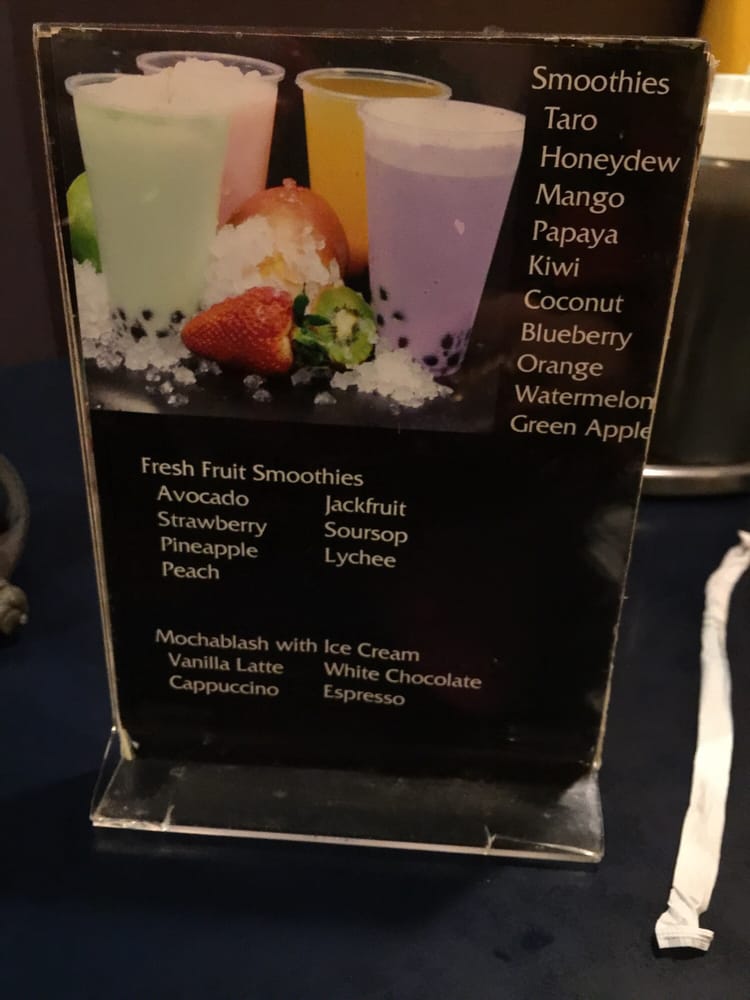 Smoothies
Taro
Honeydew
Mango
Papaya
Kiwi
Coconut
Blueberry
Orange
Watermelon
Green Apple
Fresh Fruit Smoothies
Avocado Jackfruit
Strawberry Soursop
Pineapple Lychee
Peach
Mochablash with Ice Cream
Vanilla Latte White Chocolate
Cappuccino Espresso